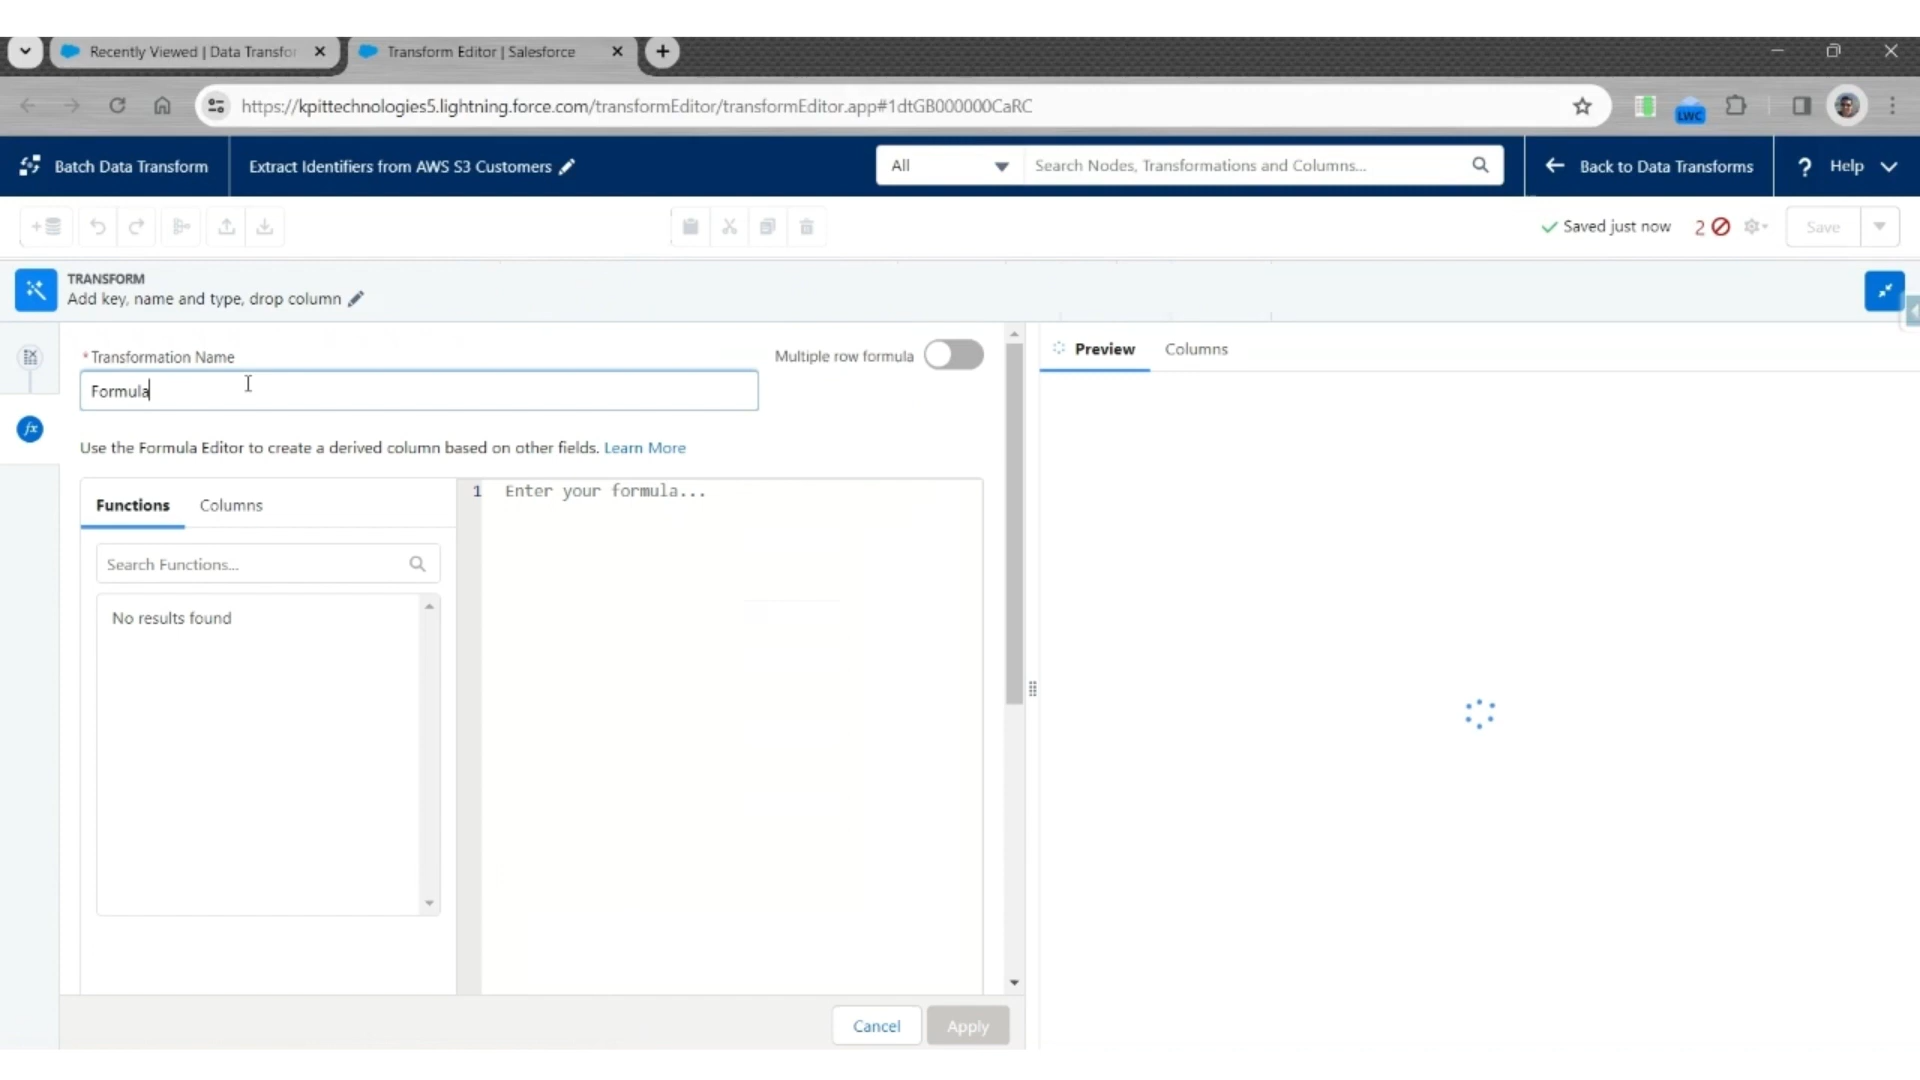 Recently Viewed | Data Transfo
Transform Editor | Salesforce
https://kpittechnologies5.lightning.force.com/transformEditor/transformEditor.app#1dtGB000000CaRC
LWC
Batch Data Transform
Extract Identifiers from AWS S3 Customers
All
Search Nodes, Transformations and Columns...
Back to Data Transforms
? Help
Saved just now
2
Save
TRANSFORM
Add key, name and type, drop column
* Transformation Name
Multiple row formula
Preview
Columns
Formula
fx
Use the Formula Editor to create a derived column based on other fields. Learn More
Functions
Columns
1 Enter your formula...
Search Functions...
No results found
Cancel
Apply